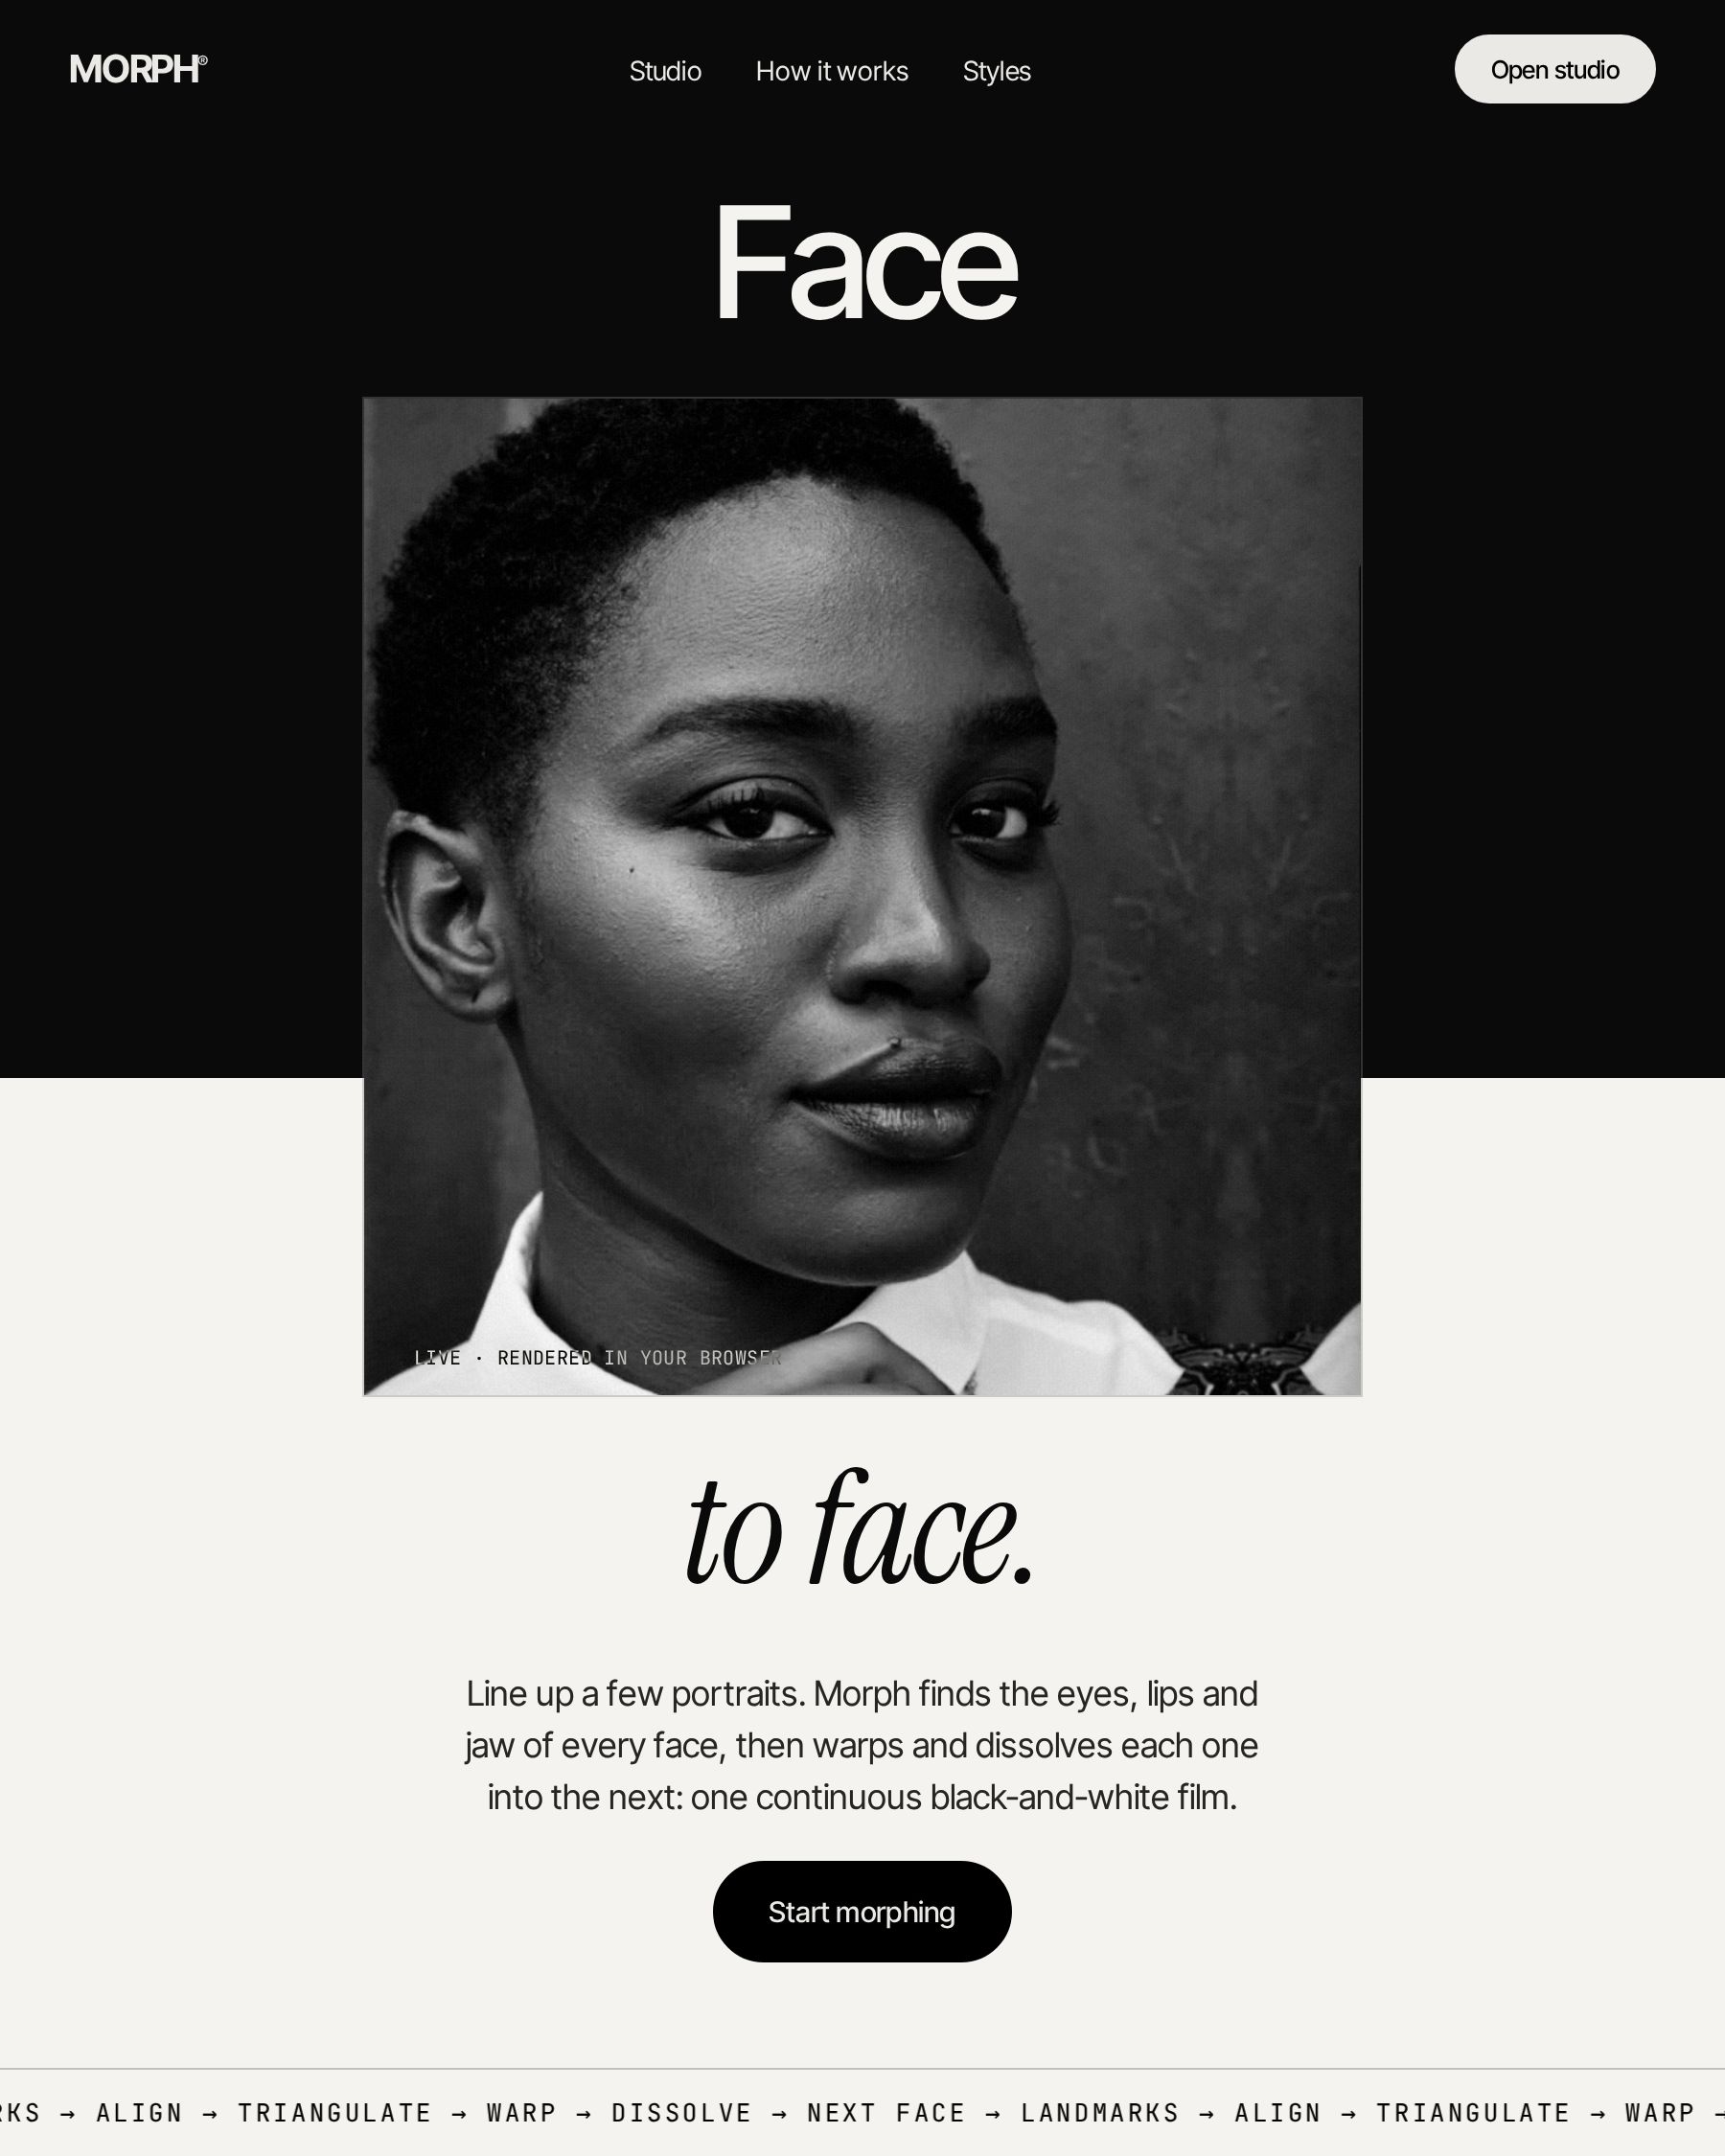 MORPH®
Studio
How it works
Styles
Open studio
Face
LIVE · RENDERED IN YOUR BROWSER
to face.
Line up a few portraits. Morph finds the eyes, lips and
jaw of every face, then warps and dissolves each one
into the next: one continuous black-and-white film.
Start morphing
RKS → ALIGN → TRIANGULATE → WARP → DISSOLVE → NEXT FACE → LANDMARKS → ALIGN → TRIANGULATE → WARP →